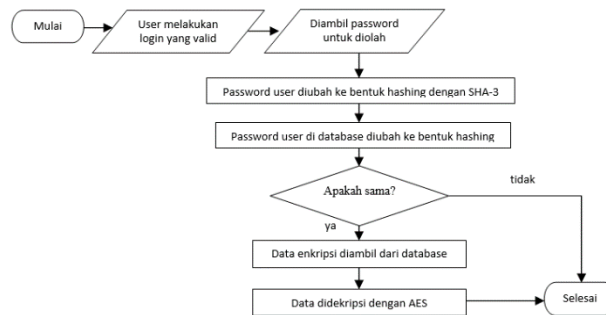 Mulai
User melakukan
login yang valid
Diambil password
untuk diolah
Password user diubah ke bentuk hashing dengan SHA-3
Password user di database diubah ke bentuk hashing
Apakah sama?
tidak
ya
Data enkripsi diambil dari database
Data didekripsi dengan AES
Selesai